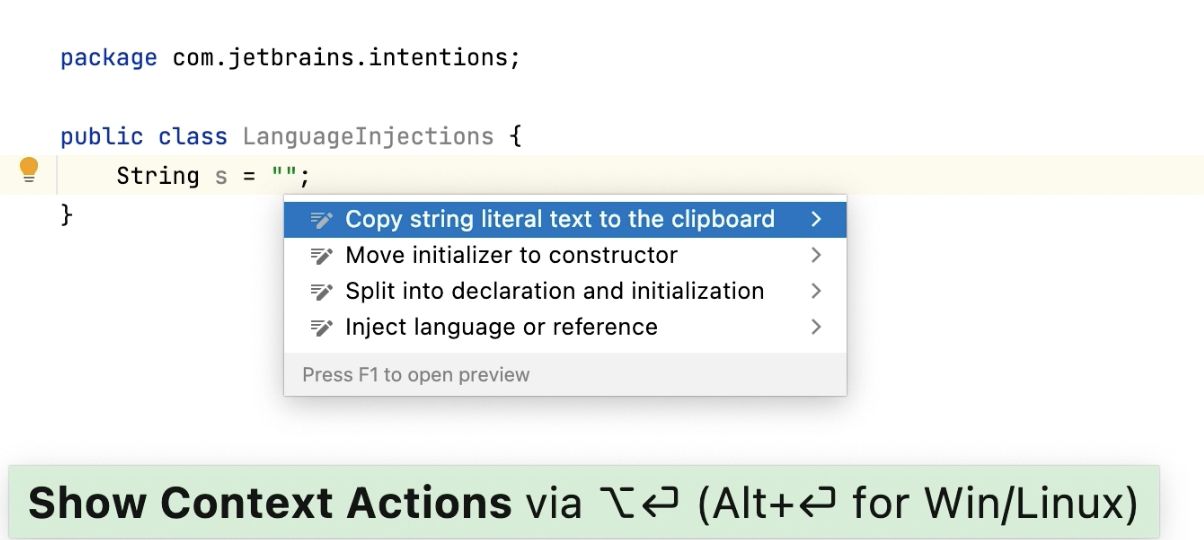 package com.jetbrains.intentions;
public class LanguageInjections {
String s = "";
}
Copy string literal text to the clipboard
Move initializer to constructor
Split into declaration and initialization
Inject language or reference
Press F1 to open preview
Show Context Actions via ⌥⏎ (Alt+⏎ for Win/Linux)